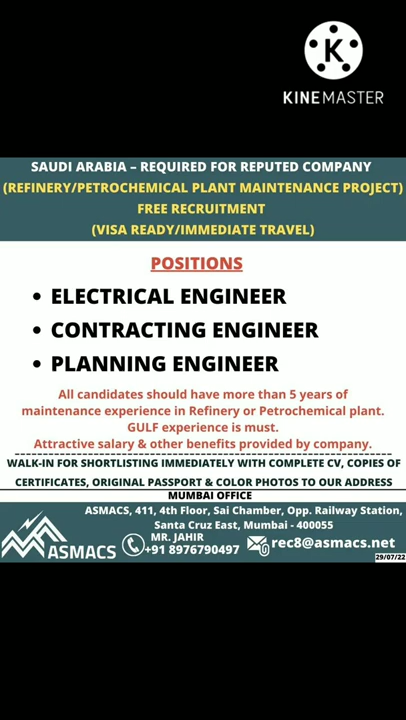 KINEMASTER
SAUDI ARABIA – REQUIRED FOR REPUTED COMPANY
(REFINERY/PETROCHEMICAL PLANT MAINTENANCE PROJECT)
FREE RECRUITMENT
(VISA READY/IMMEDIATE TRAVEL)
POSITIONS
• ELECTRICAL ENGINEER
• CONTRACTING ENGINEER
• PLANNING ENGINEER
All candidates should have more than 5 years of
maintenance experience in Refinery or Petrochemical plant.
GULF experience is must.
Attractive salary & other benefits provided by company.
WALK-IN FOR SHORTLISTING IMMEDIATELY WITH COMPLETE CV, COPIES OF
CERTIFICATES, ORIGINAL PASSPORT & COLOR PHOTOS TO OUR ADDRESS
MUMBAI OFFICE
ASMACS, 411, 4th Floor, Sai Chamber, Opp. Railway Station,
Santa Cruz East, Mumbai - 400055
ASMACS
MR. JAHIR
+91 8976790497
rec8@asmacs.net
29/07/22